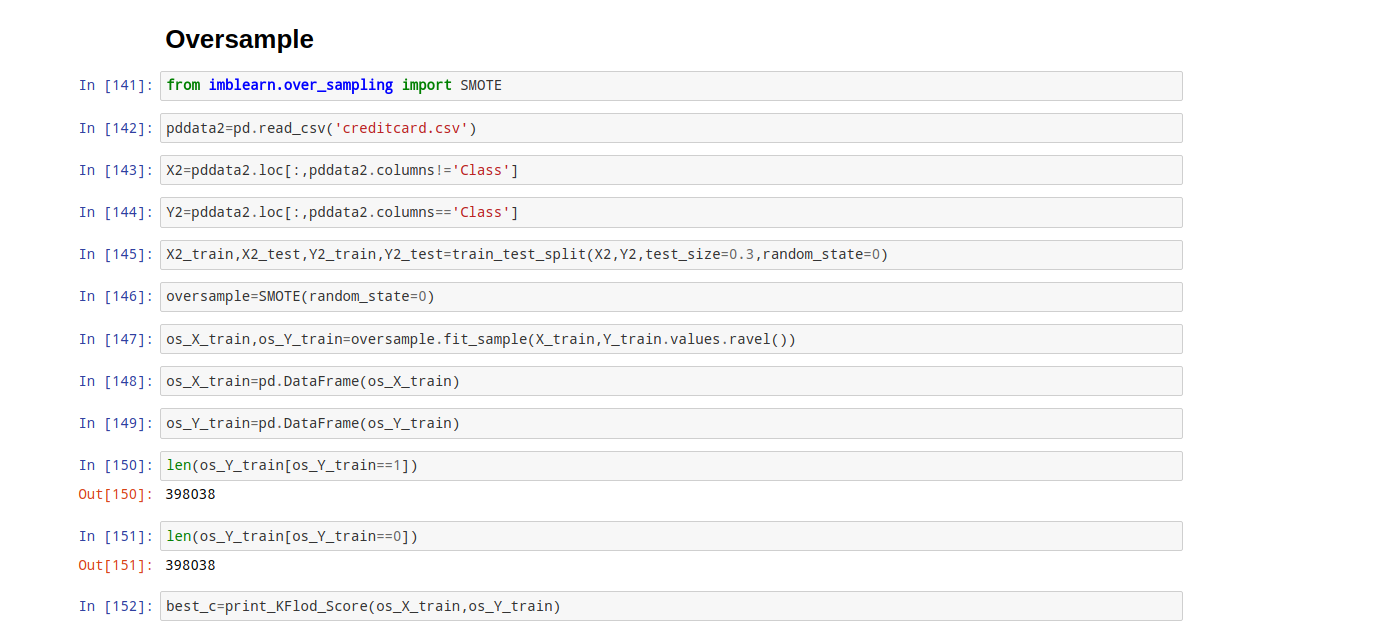 Oversample
In [141]: from imblearn.over_sampling import SMOTE
In [142]: pddata2=pd.read_csv('creditcard.csv')
In [143]: X2=pddata2.loc[:,pddata2.columns!='Class']
In [144]: Y2=pddata2.loc[:,pddata2.columns=='Class']
In [145]: X2_train,X2_test,Y2_train,Y2_test=train_test_split(X2,Y2,test_size=0.3,random_state=0)
In [146]: oversample=SMOTE(random_state=0)
In [147]: os_X_train,os_Y_train=oversample.fit_sample(X_train,Y_train.values.ravel())
In [148]: os_X_train=pd.DataFrame(os_X_train)
In [149]: os_Y_train=pd.DataFrame(os_Y_train)
In [150]: len(os_Y_train[os_Y_train==1])
Out[150]: 398038
In [151]: len(os_Y_train[os_Y_train==0])
Out[151]: 398038
In [152]: best_c=print_KFlod_Score(os_X_train,os_Y_train)